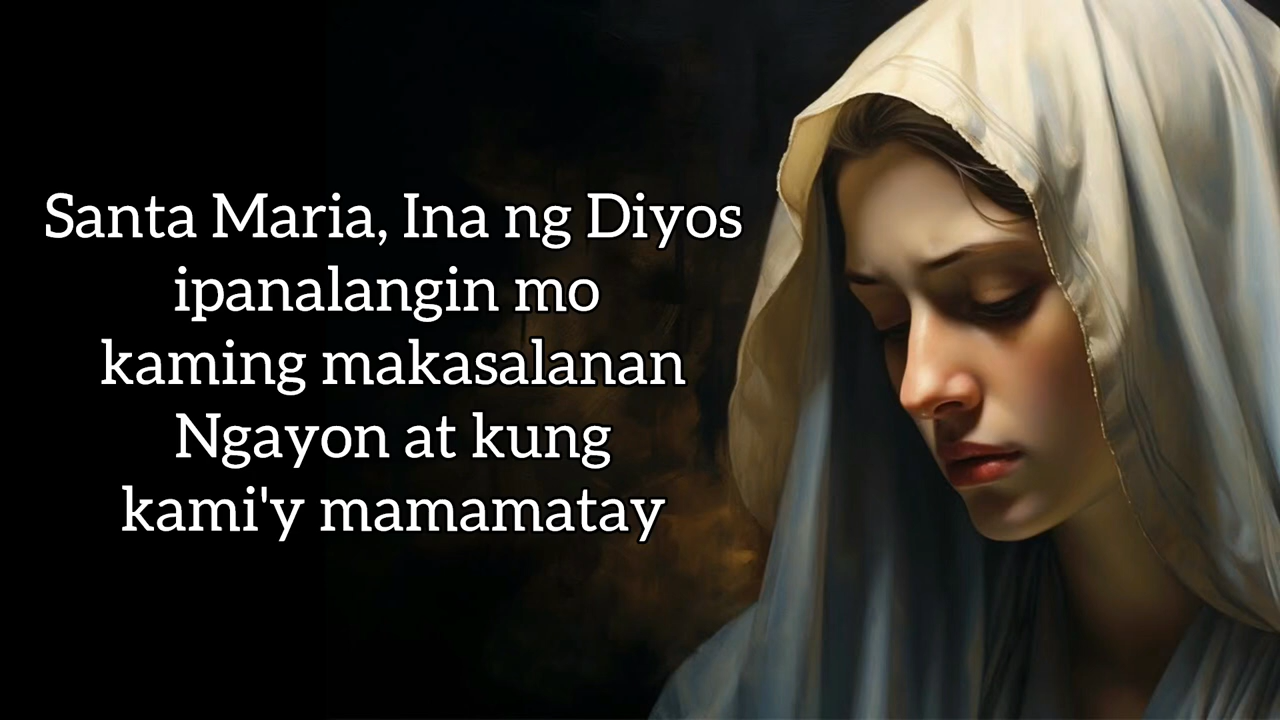 Santa Maria, Ina ng Diyos
ipanalangin mo
kaming makasalanan
Ngayon at kung
kami'y mamamatay